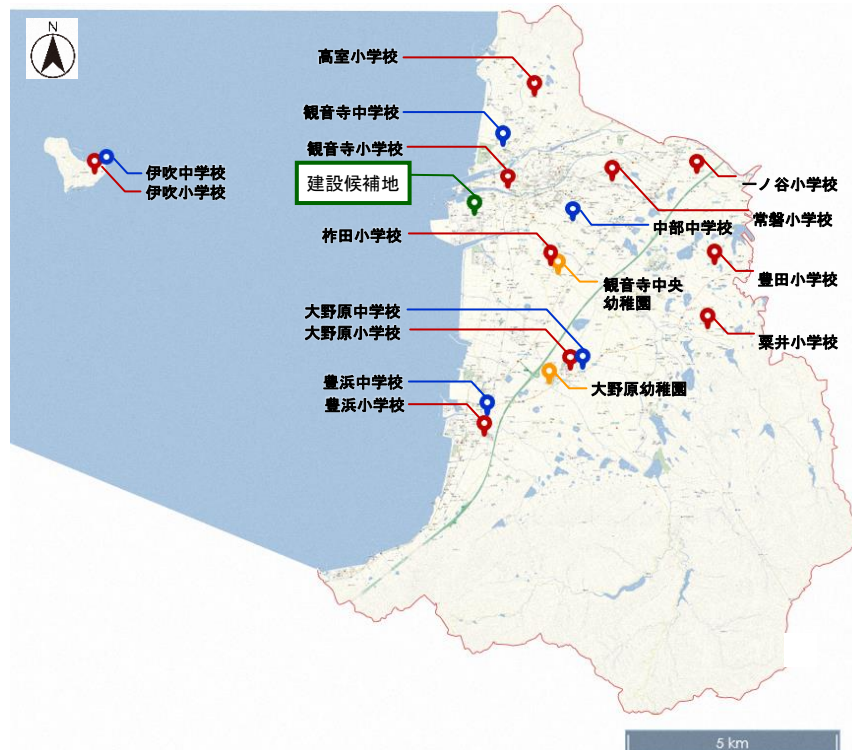 N
高室小学校
観音寺中学校
観音寺小学校
建設候補地
伊吹中学校
伊吹小学校
一ノ谷小学校
常磐小学校
中部中学校
柞田小学校
豊田小学校
観音寺中央
幼稚園
大野原中学校
大野原小学校
粟井小学校
豊浜中学校
大野原幼稚園
豊浜小学校
5 km